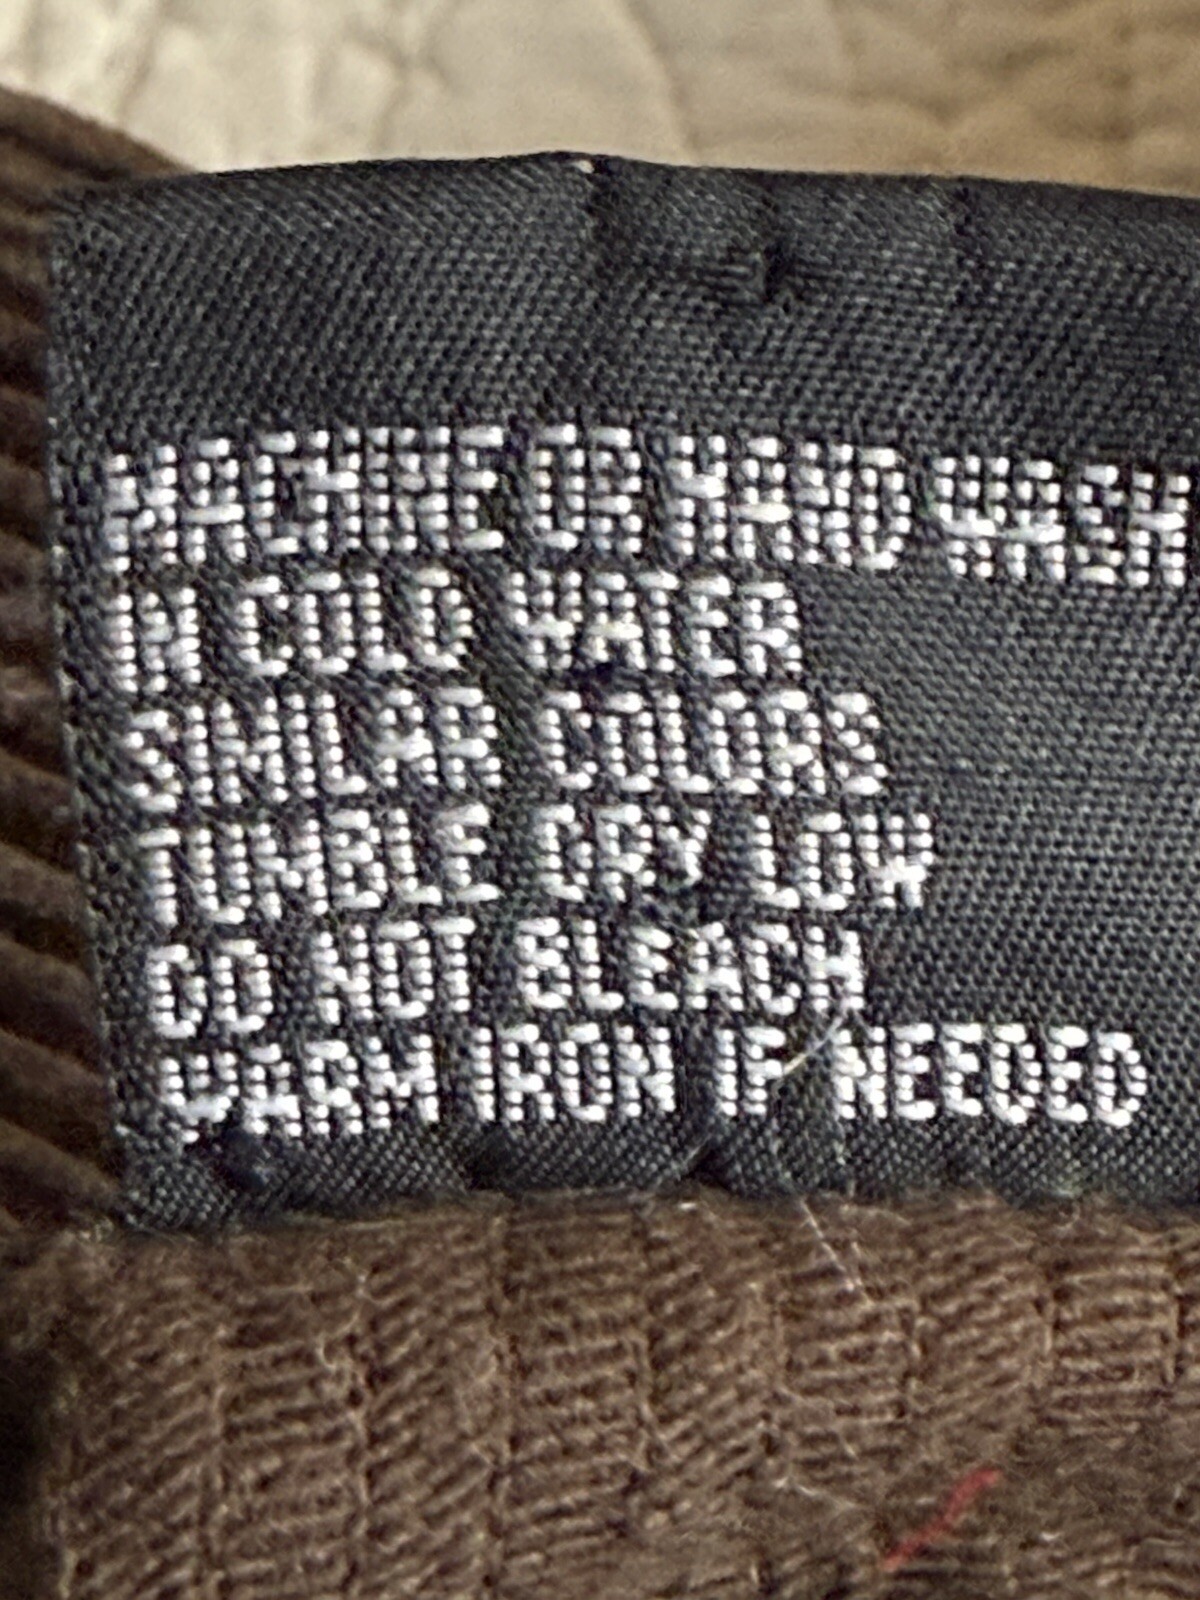 MACHINE OR HAND WASH
IN COLD WATER
SIMILAR COLORS
TUMBLE DRY LOW
DO NOT BLEACH
WARM IRON IF NEEDED